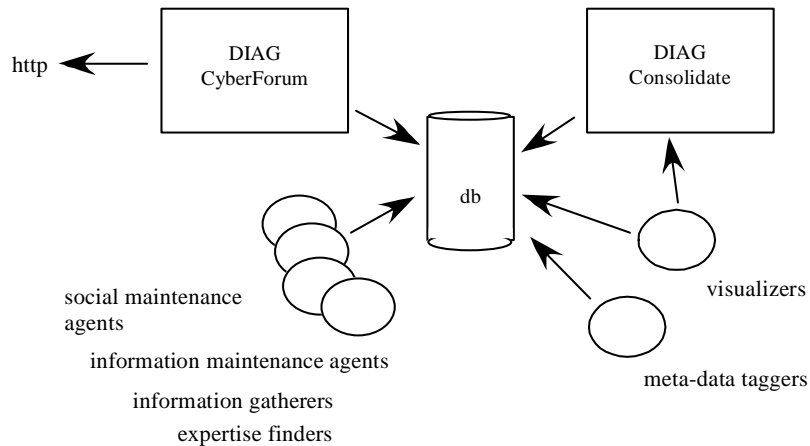 DIAG
CyberForum
DIAG
Consolidate
http
db
social maintenance
agents
information maintenance agents
information gatherers
expertise finders
visualizers
meta-data taggers